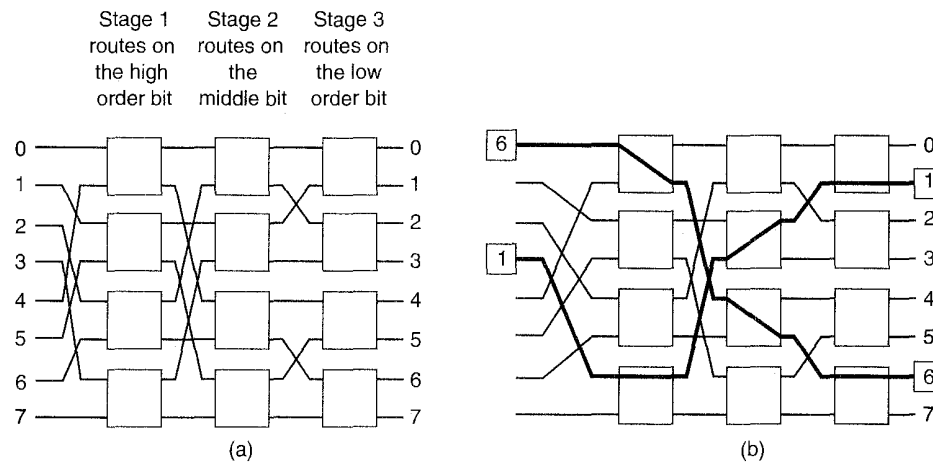 Stage 1
routes on
the high
order bit
Stage 2
routes on
the
middle bit
Stage 3
routes on
the low
order bit
0
1
2
3
4
5
6
7
0
1
2
3
4
5
6
7
(a)
6
1
0
1
2
3
4
5
6
7
(b)